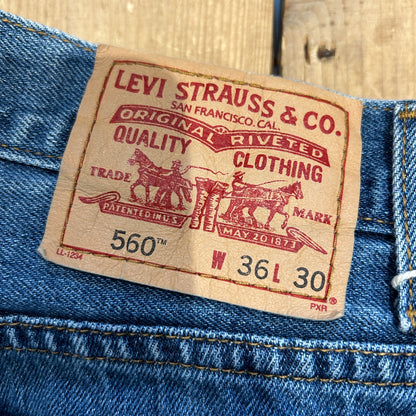 LEVI STRAUSS & CO.
SAN FRANCISCO, CAL.
ORIGINAL RIVETED
QUALITY CLOTHING
TRADE MARK
PATENTED IN U.S. MAY 20 1873
560™ W 36 L 30
LL-1234 PXR®